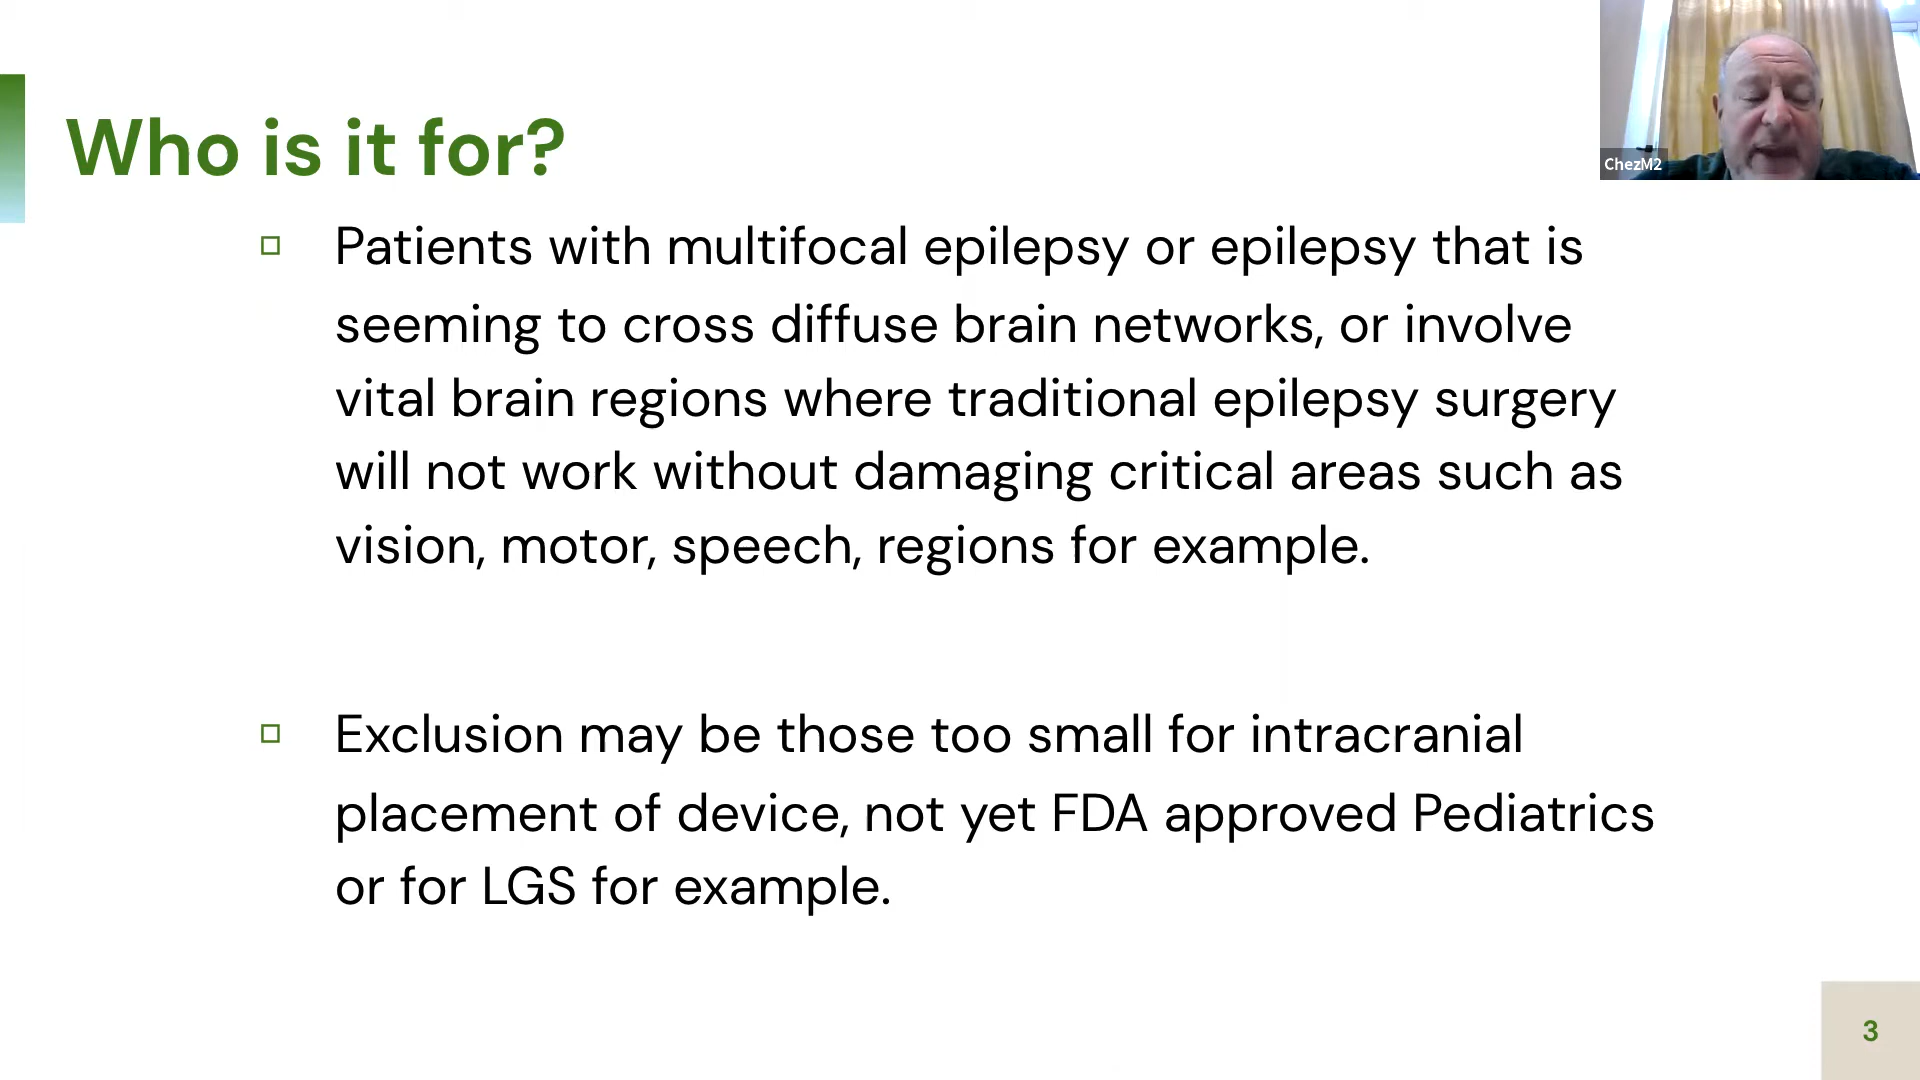 Who is it for?
ChezM2
Patients with multifocal epilepsy or epilepsy that is
seeming to cross diffuse brain networks, or involve
vital brain regions where traditional epilepsy surgery
will not work without damaging critical areas such as
vision, motor, speech, regions for example.
Exclusion may be those too small for intracranial
placement of device, not yet FDA approved Pediatrics
or for LGS for example.
3